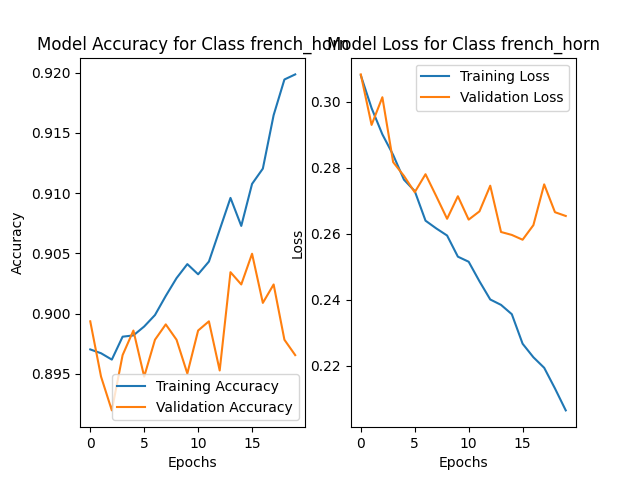 Model Accuracy for Class french_horn
0.920
0.915
0.910
0.905
0.900
0.895
Accuracy
0
5
10
15
Epochs
Training Accuracy
Validation Accuracy
Model Loss for Class french_horn
0.30
0.28
0.26
0.24
0.22
Loss
0
5
10
15
Epochs
Training Loss
Validation Loss